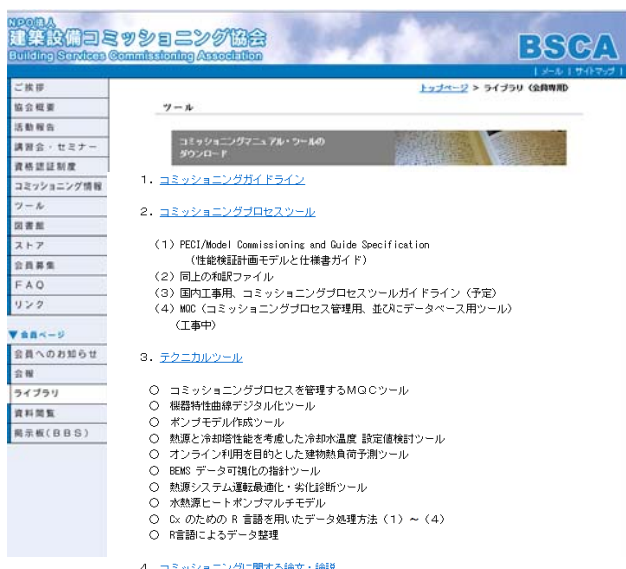 NPO法人
建築設備コミッショニング協会
Building Services Commissioning Association
BSCA
| メール | サイトマップ |
トップページ > ライブラリ（会員専用）
ご挨拶
協会概要
活動報告
講習会・セミナー
資格認証制度
コミッショニング情報
ツール
図書館
ストア
会員募集
FAQ
リンク
▼会員ページ
会員へのお知らせ
会報
ライブラリ
資料閲覧
掲示板(BBS)
ツール
コミッショニングマニュアル・ツールの
ダウンロード
1．コミッショニングガイドライン
2．コミッショニングプロセスツール
（1）PECI/Model Commissioning and Guide Specification
（性能検証計画モデルと仕様書ガイド）
（2）同上の和訳ファイル
（3）国内工事用、コミッショニングプロセスツールガイドライン（予定）
（4）MQC（コミッショニングプロセス管理用、並びにデータベース用ツール）
（工事中）
3．テクニカルツール
○ コミッショニングプロセスを管理するMQCツール
○ 機器特性曲線デジタル化ツール
○ ポンプモデル作成ツール
○ 熱源と冷却塔性能を考慮した冷却水温度 設定値検討ツール
○ オンライン利用を目的とした建物熱負荷予測ツール
○ BEMS データ可視化の指針ツール
○ 熱源システム運転最適化・劣化診断ツール
○ 水熱源ヒートポンプマルチモデル
○ Cx のための R 言語を用いたデータ処理方法（1）～（4）
○ R言語によるデータ整理
4．コミッショニングに関する論文・論説